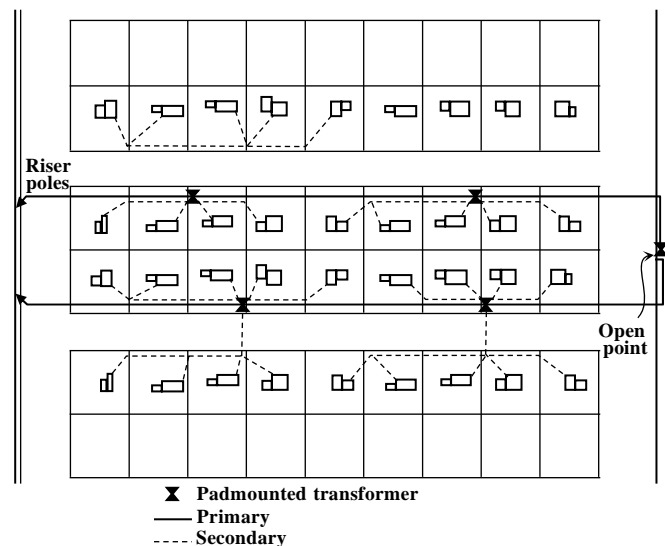 Riser
poles
Open
point
Padmounted transformer
Primary
Secondary